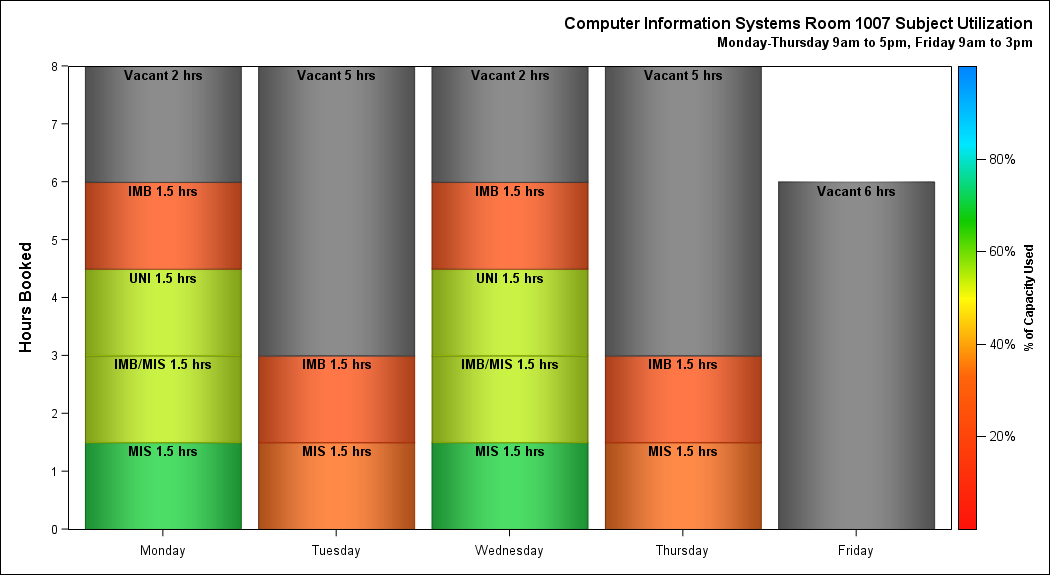 Computer Information Systems Room 1007 Subject Utilization
Monday-Thursday 9am to 5pm, Friday 9am to 3pm
Hours Booked
8
7
6
5
4
3
2
1
0
Vacant 2 hrs
IMB 1.5 hrs
UNI 1.5 hrs
IMB/MIS 1.5 hrs
MIS 1.5 hrs
Vacant 5 hrs
IMB 1.5 hrs
MIS 1.5 hrs
Vacant 2 hrs
IMB 1.5 hrs
UNI 1.5 hrs
IMB/MIS 1.5 hrs
MIS 1.5 hrs
Vacant 5 hrs
IMB 1.5 hrs
MIS 1.5 hrs
Vacant 6 hrs
Monday
Tuesday
Wednesday
Thursday
Friday
80%
60%
40%
20%
% of Capacity Used